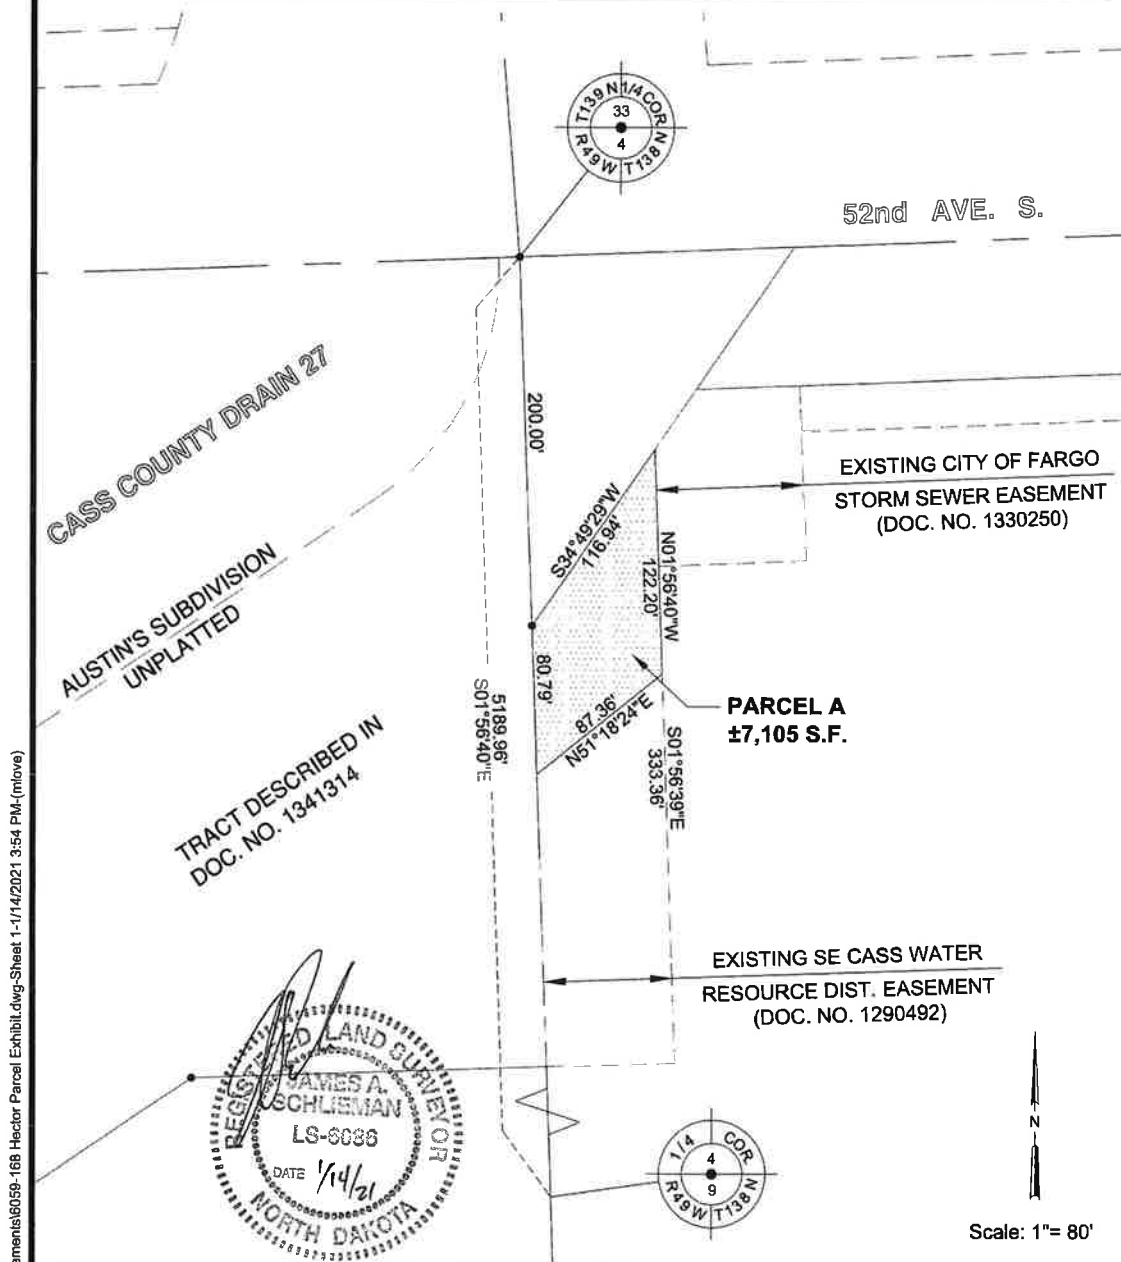 T139N 1/4 COR.
33
4
R49W T138N
52nd AVE. S.
CASS COUNTY DRAIN 27
200.00'
EXISTING CITY OF FARGO
STORM SEWER EASEMENT
(DOC. NO. 1330250)
S34°49'29"W
116.94'
N01°56'40"W
122.20'
AUSTIN'S SUBDIVISION
UNPLATTED
80.79'
5189.96'
S01°56'40"E
87.36'
N51°18'24"E
PARCEL A
±7,105 S.F.
S01°56'39"E
333.36'
TRACT DESCRIBED IN
DOC. NO. 1341314
EXISTING SE CASS WATER
RESOURCE DIST. EASEMENT
(DOC. NO. 1290492)
REGISTERED LAND SURVEYOR
JAMES A.
SCHLIEMAN
LS-6086
DATE 1/14/21
NORTH DAKOTA
1/4 COR.
4
9
R49W T138N
N
Scale: 1"= 80'
ements\6059-16B Hector Parcel Exhibit.dwg-Sheet 1-1/14/2021 3:54 PM-(mlove)